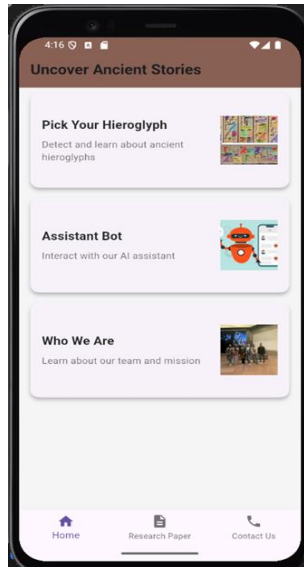 4:16
Uncover Ancient Stories
Pick Your Hieroglyph
Detect and learn about ancient
hieroglyphs
Assistant Bot
Interact with our AI assistant
Who We Are
Learn about our team and mission
Home
Research Paper
Contact Us